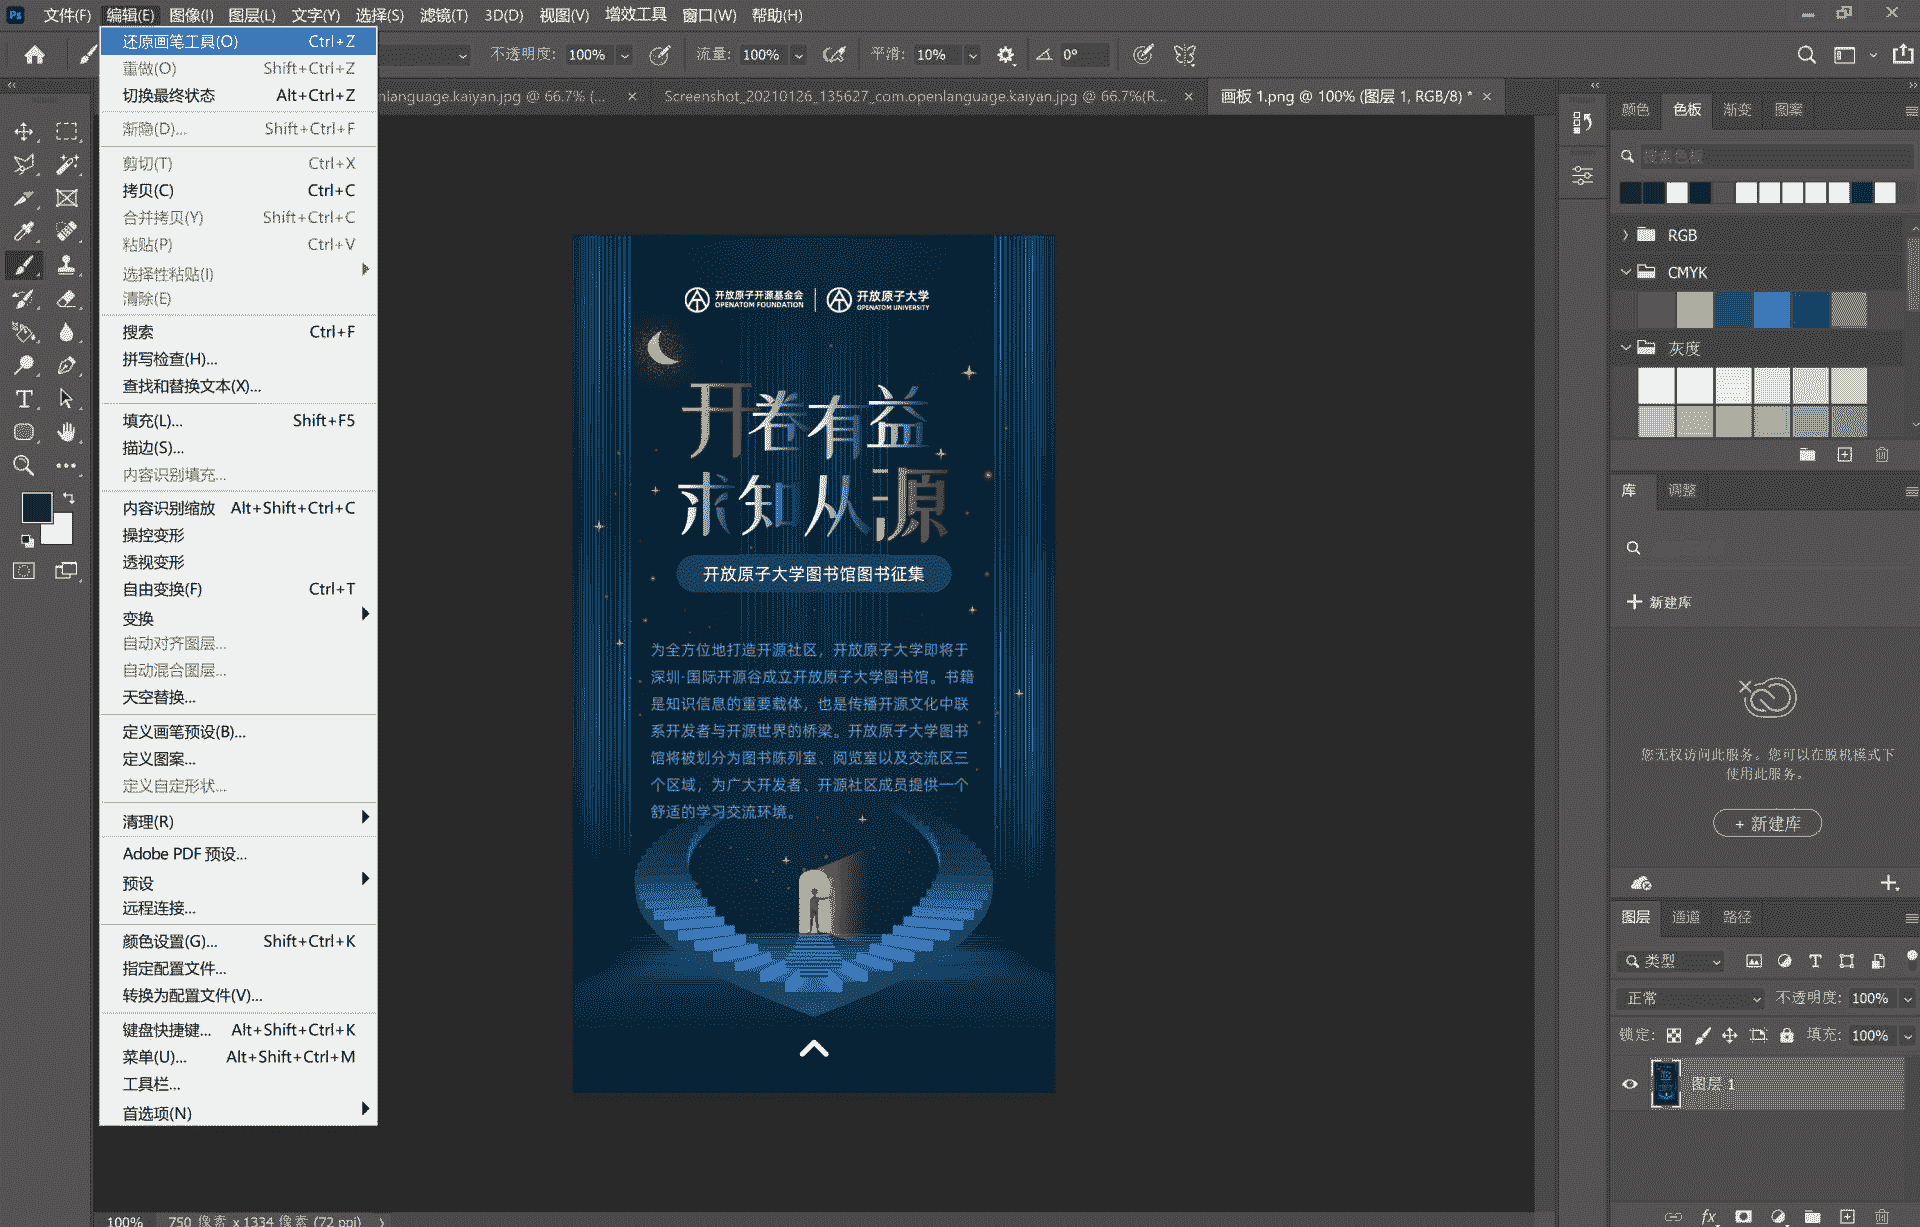 Ps 文件(F) 编辑(E) 图像(I) 图层(L) 文字(Y) 选择(S) 滤镜(T) 3D(D) 视图(V) 增效工具 窗口(W) 帮助(H)
不透明度: 100% 流量: 100% 平滑: 10% 0°
nlanguage.kaiyan.jpg @ 66.7% (... × Screenshot_20210126_135627_com.openlanguage.kaiyan.jpg @ 66.7%(R... × 画板 1.png @ 100% (图层 1, RGB/8) * ×
还原画笔工具(O) Ctrl+Z
重做(O) Shift+Ctrl+Z
切换最终状态 Alt+Ctrl+Z
渐隐(D)... Shift+Ctrl+F
剪切(T) Ctrl+X
拷贝(C) Ctrl+C
合并拷贝(Y) Shift+Ctrl+C
粘贴(P) Ctrl+V
选择性粘贴(I)
清除(E)
搜索 Ctrl+F
拼写检查(H)...
查找和替换文本(X)...
填充(L)... Shift+F5
描边(S)...
内容识别填充...
内容识别缩放 Alt+Shift+Ctrl+C
操控变形
透视变形
自由变换(F) Ctrl+T
变换
自动对齐图层...
自动混合图层...
天空替换...
定义画笔预设(B)...
定义图案...
定义自定形状...
清理(R)
Adobe PDF 预设...
预设
远程连接...
颜色设置(G)... Shift+Ctrl+K
指定配置文件...
转换为配置文件(V)...
键盘快捷键... Alt+Shift+Ctrl+K
菜单(U)... Alt+Shift+Ctrl+M
工具栏...
首选项(N)
开放原子开源基金会 开放原子大学
OPENATOM FOUNDATION OPENATOM UNIVERSITY
开卷有益
求知从源
开放原子大学图书馆图书征集
为全方位地打造开源社区，开放原子大学即将于
深圳·国际开源谷成立开放原子大学图书馆。书籍
是知识信息的重要载体，也是传播开源文化中联
系开发者与开源世界的桥梁。开放原子大学图书
馆将被划分为图书陈列室、阅览室以及交流区三
个区域，为广大开发者、开源社区成员提供一个
舒适的学习交流环境。
100% 750 像素 x 1334 像素 (72 ppi)
颜色 色板 渐变 图案
搜索色板
RGB
CMYK
灰度
库 调整
+ 新建库
您无权访问此服务。您可以在脱机模式下
使用此服务。
+ 新建库
图层 通道 路径
类型
正常 不透明度: 100%
锁定: 填充: 100%
图层 1
fx